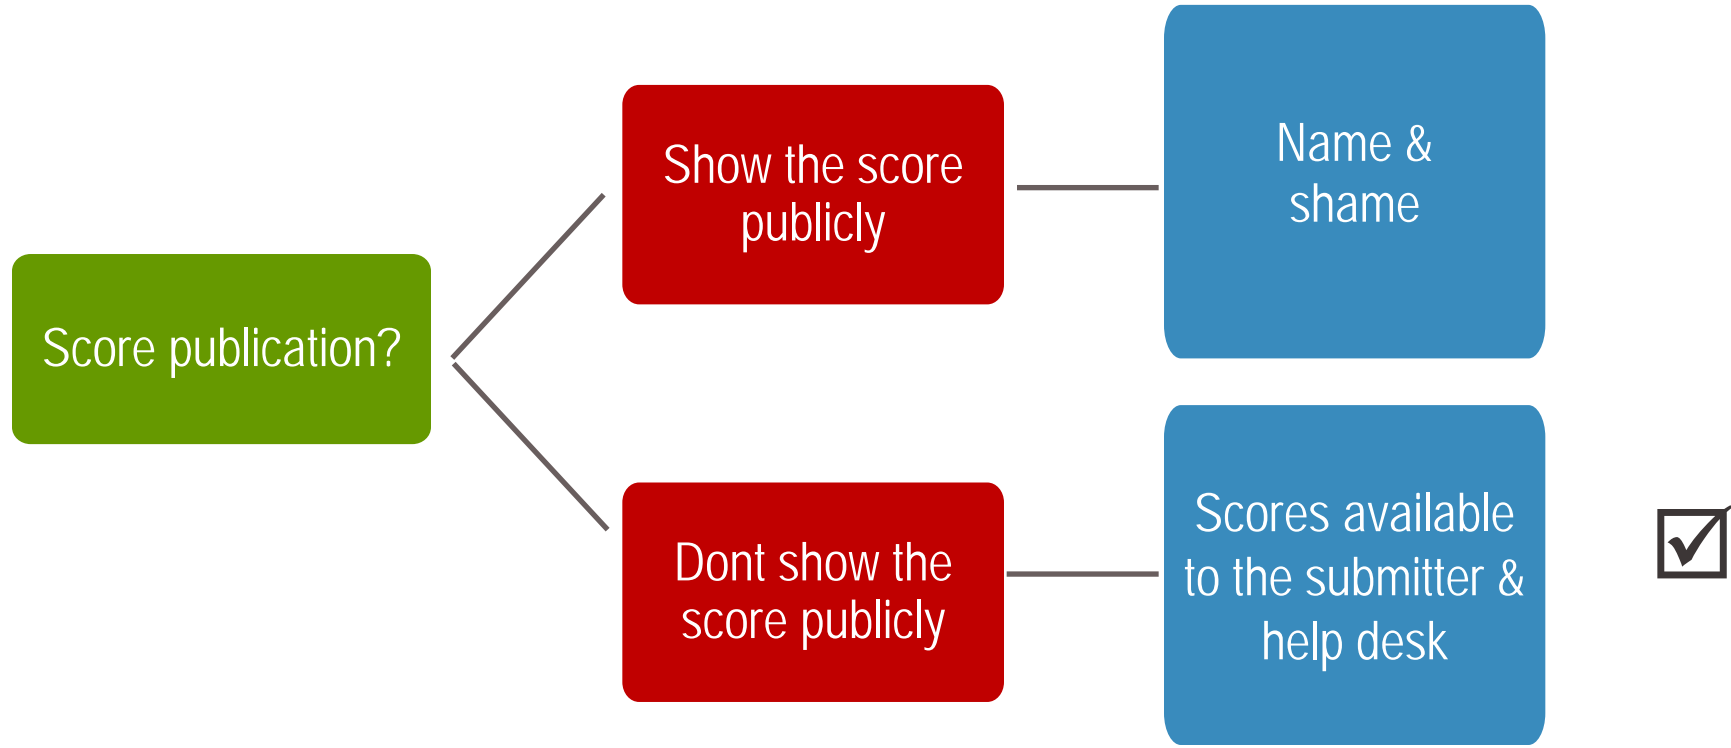 Score publication?
Show the score
publicly
Name &
shame
Dont show the
score publicly
Scores available
to the submitter &
help desk